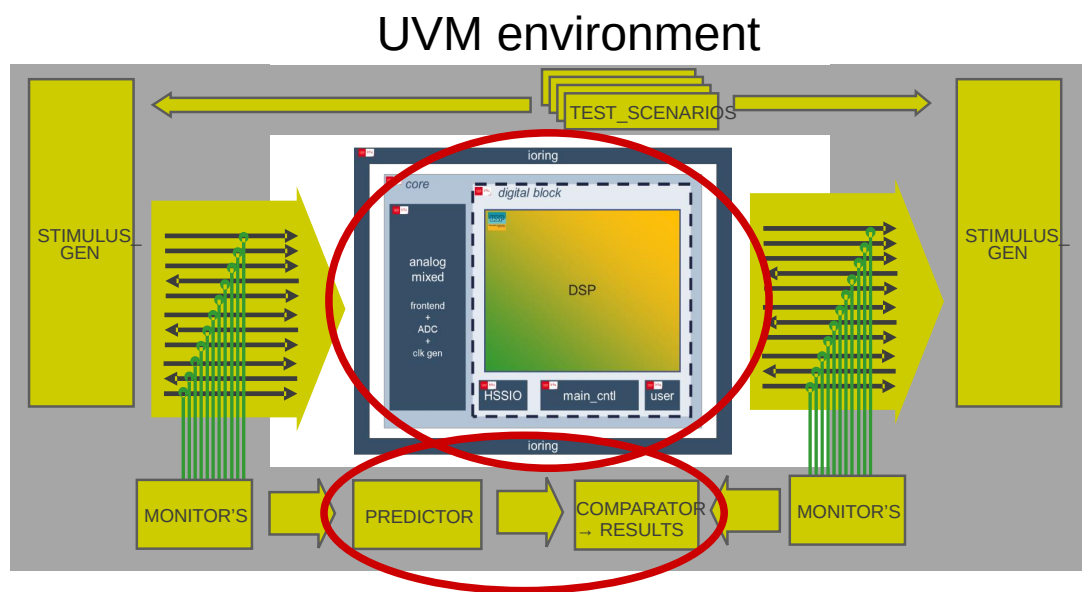 UVM environment
TEST_SCENARIOS
STIMULUS_
GEN
ioring
core
digital block
analog
mixed
frontend
+
ADC
+
clk gen
DSP
HSSIO
main_cntl
user
ioring
STIMULUS_
GEN
MONITOR'S
PREDICTOR
COMPARATOR
→ RESULTS
MONITOR'S